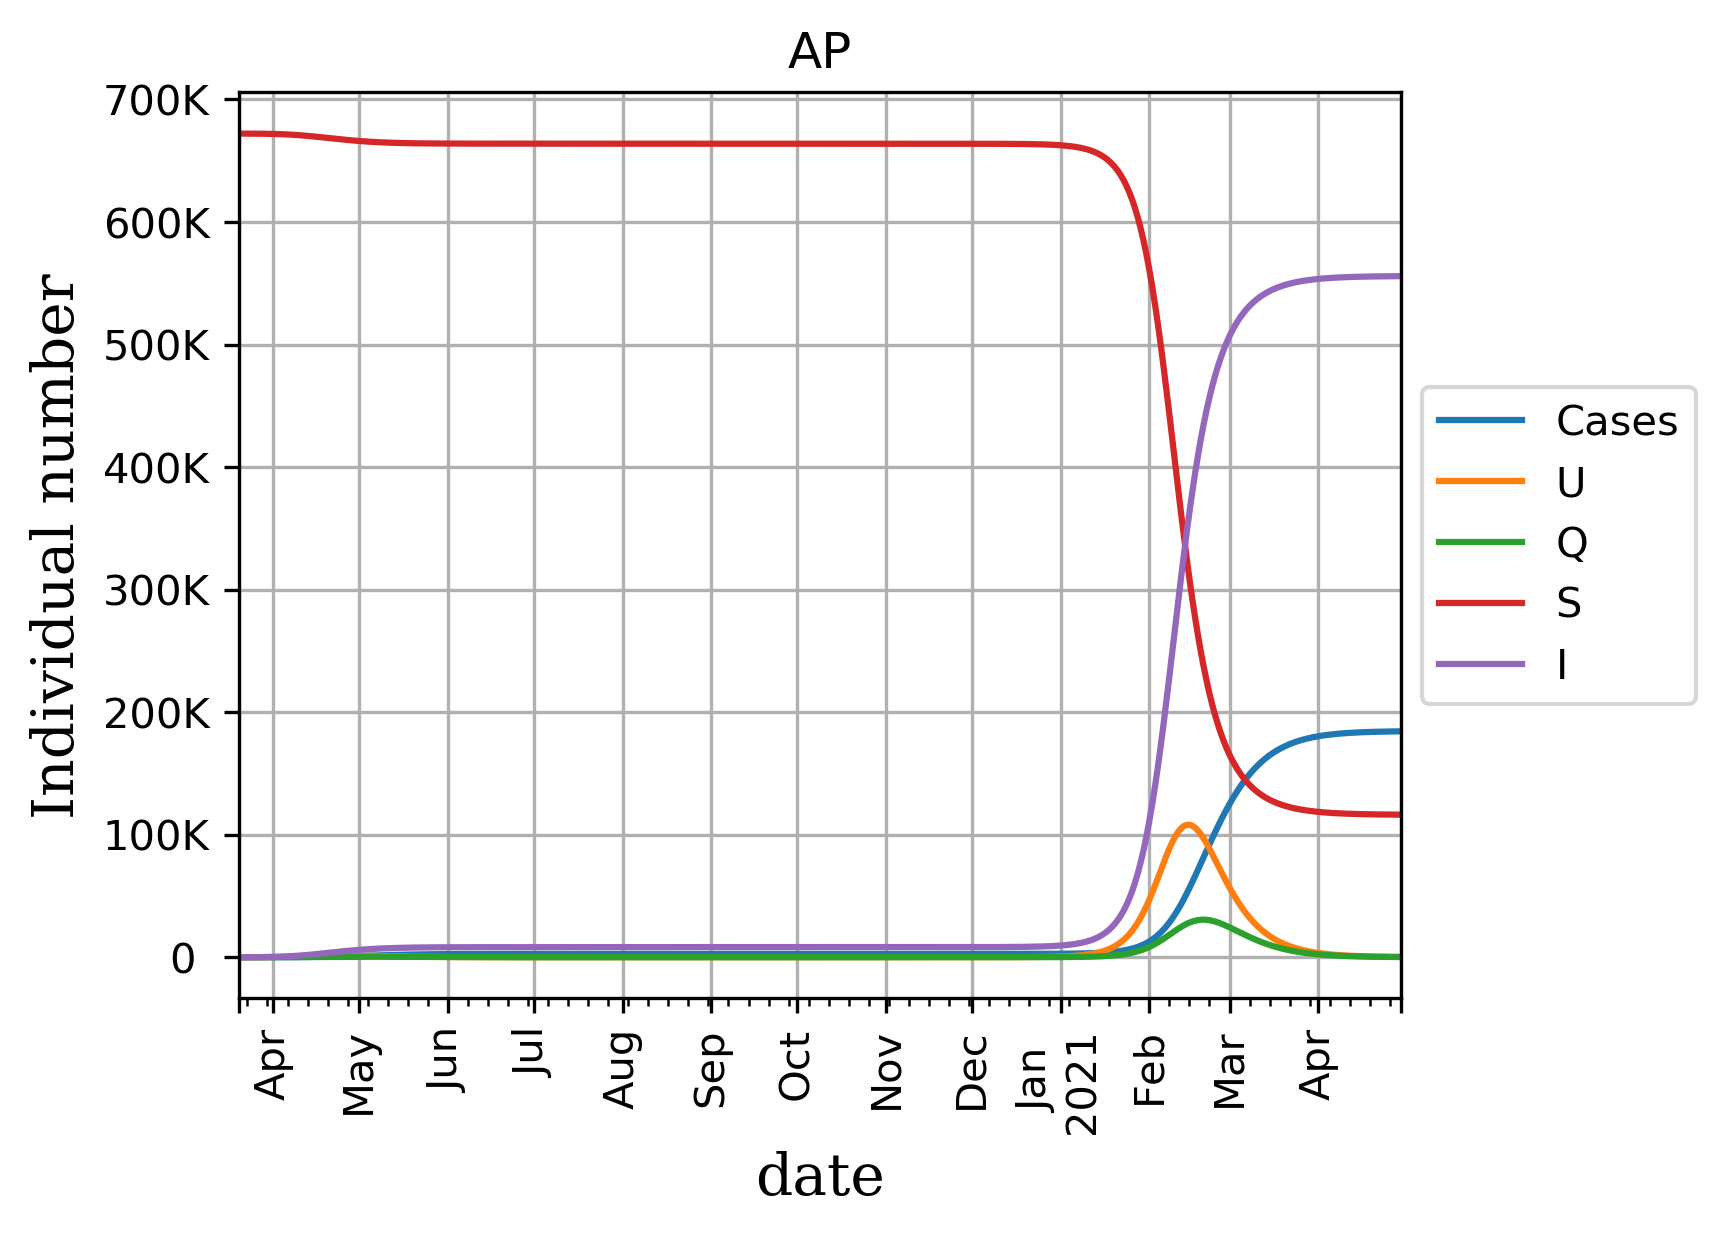 AP
Individual number
700K
600K
500K
400K
300K
200K
100K
0
Apr
May
Jun
Jul
Aug
Sep
Oct
Nov
Dec
Jan
2021
Feb
Mar
Apr
date
Cases
U
Q
S
I